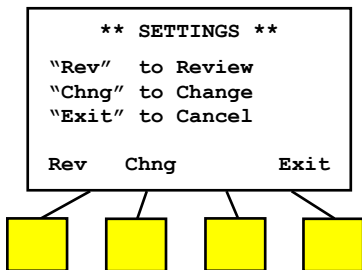 ** SETTINGS **
“Rev” to Review
“Chng” to Change
“Exit” to Cancel
Rev Chng Exit